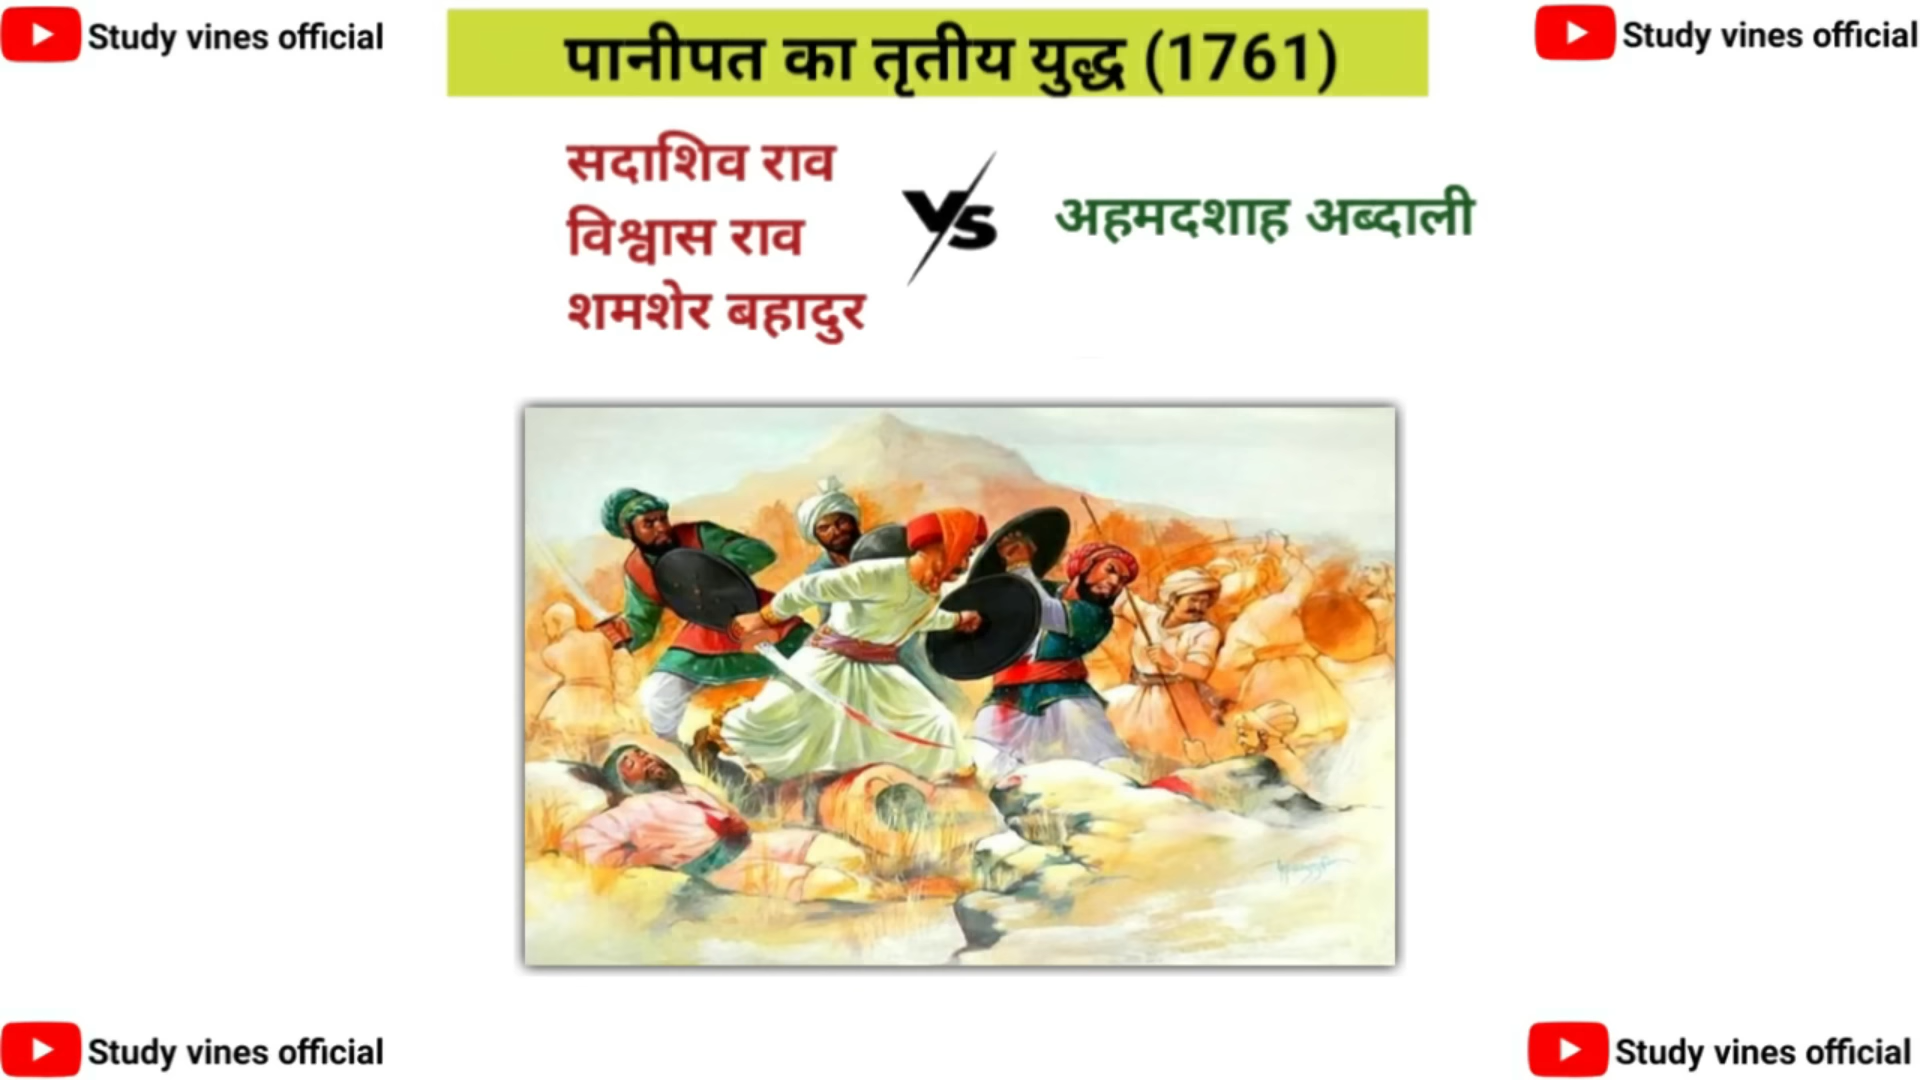 Study vines official
पानीपत का तृतीय युद्ध (1761)
Study vines official
सदाशिव राव
विश्वास राव
शमशेर बहादुर
VS
अहमदशाह अब्दाली
Study vines official
Study vines official